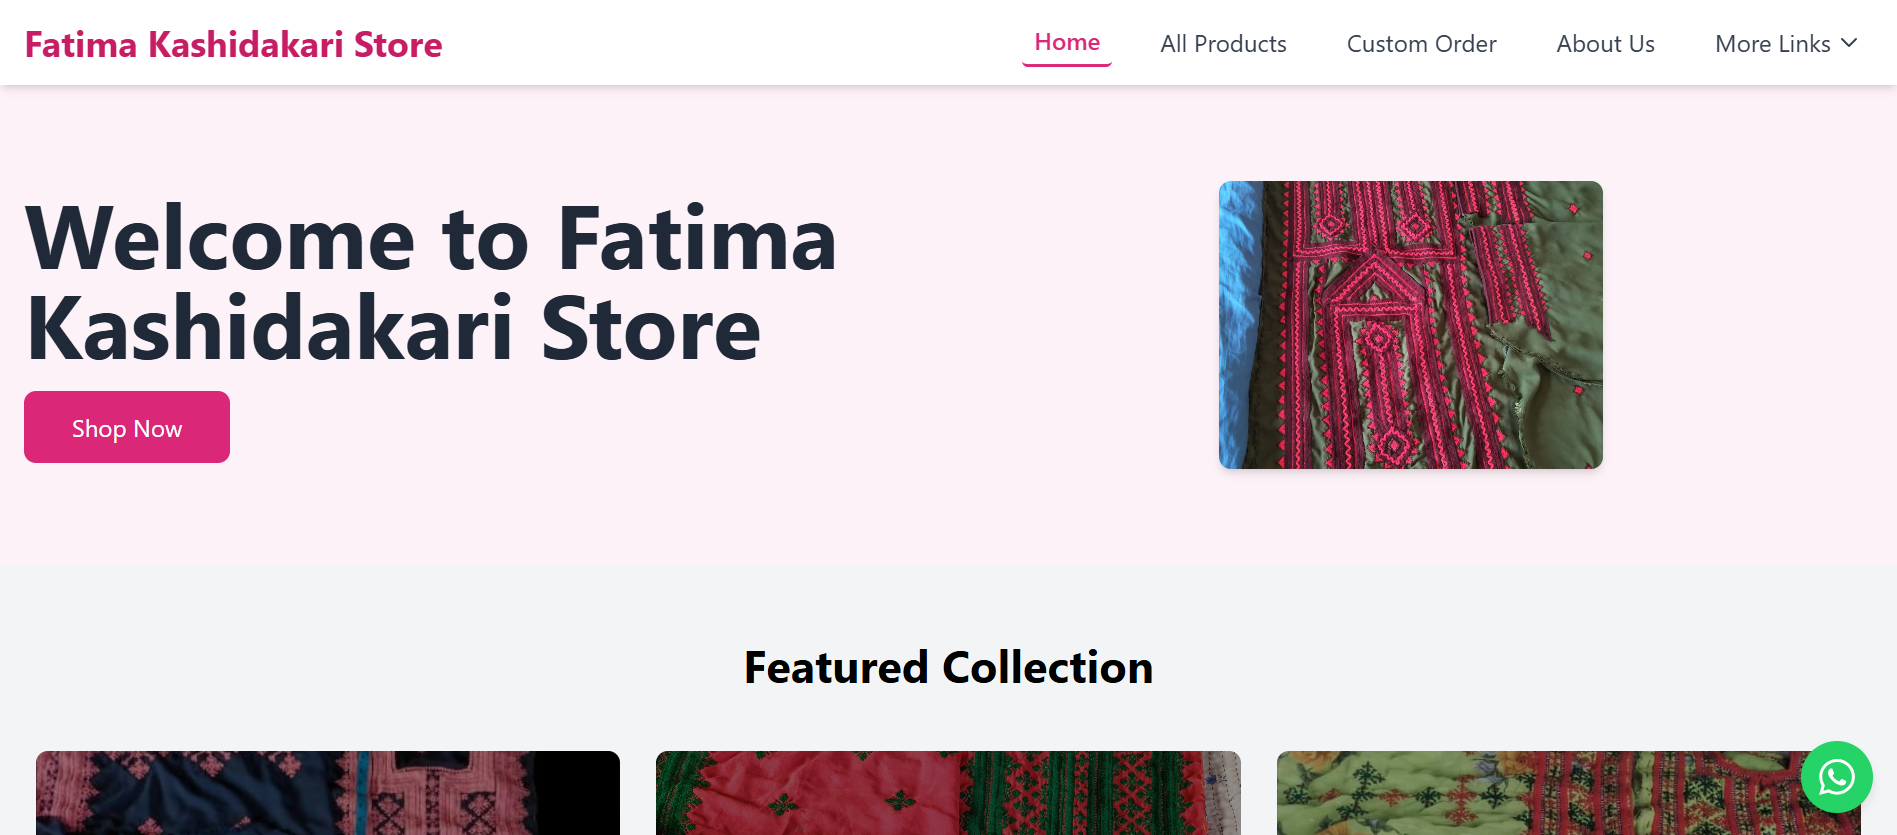 Fatima Kashidakari Store
Home
All Products
Custom Order
About Us
More Links
Welcome to Fatima
Kashidakari Store
Shop Now
Featured Collection